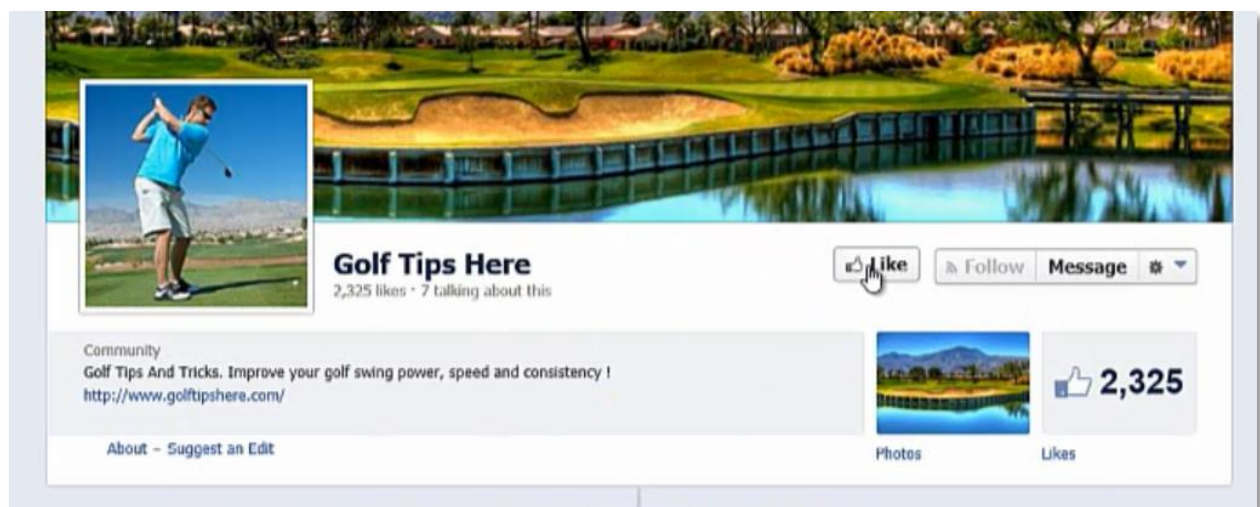 Golf Tips Here
2,325 likes · 7 talking about this
Like
Follow
Message
Community
Golf Tips And Tricks. Improve your golf swing power, speed and consistency !
http://www.golftipshere.com/
About – Suggest an Edit
Photos
2,325
Likes